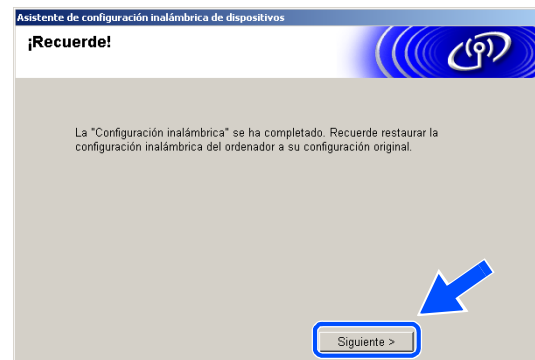 Asistente de configuración inalámbrica de dispositivos
¡Recuerde!
La "Configuración inalámbrica" se ha completado. Recuerde restaurar la
configuración inalámbrica del ordenador a su configuración original.
Siguiente >